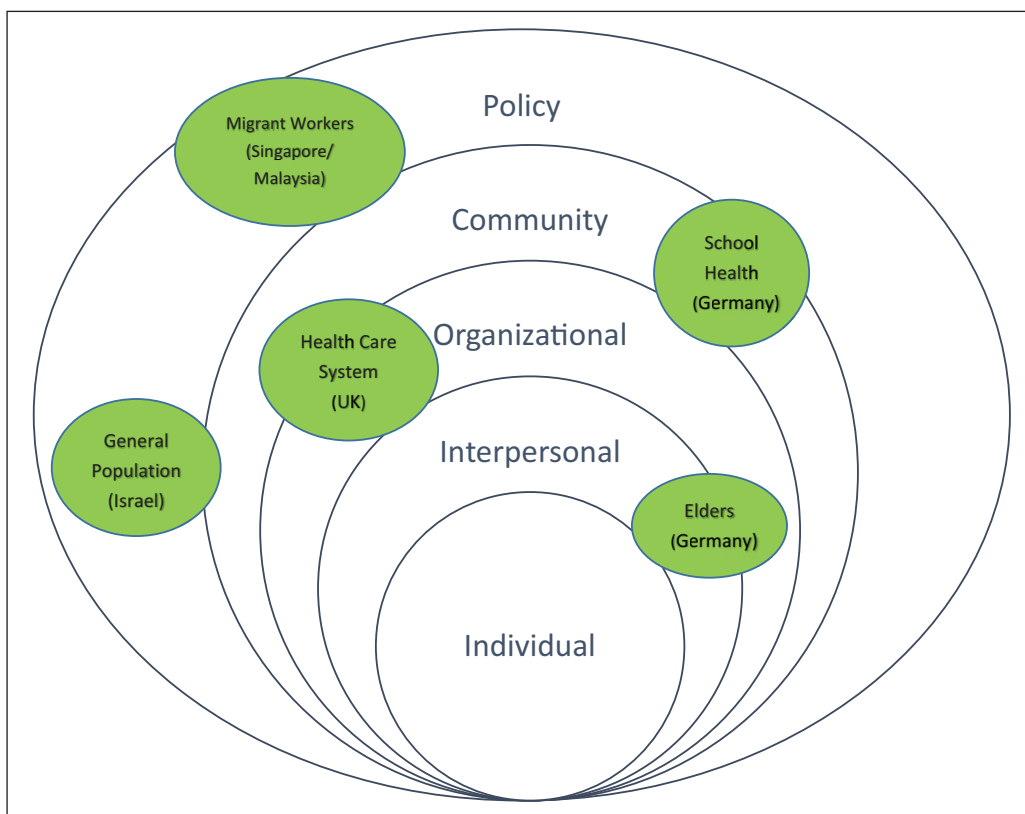 Policy
Migrant Workers
(Singapore/
Malaysia)
Community
School
Health
(Germany)
Organizational
Health Care
System
(UK)
General
Population
(Israel)
Interpersonal
Elders
(Germany)
Individual